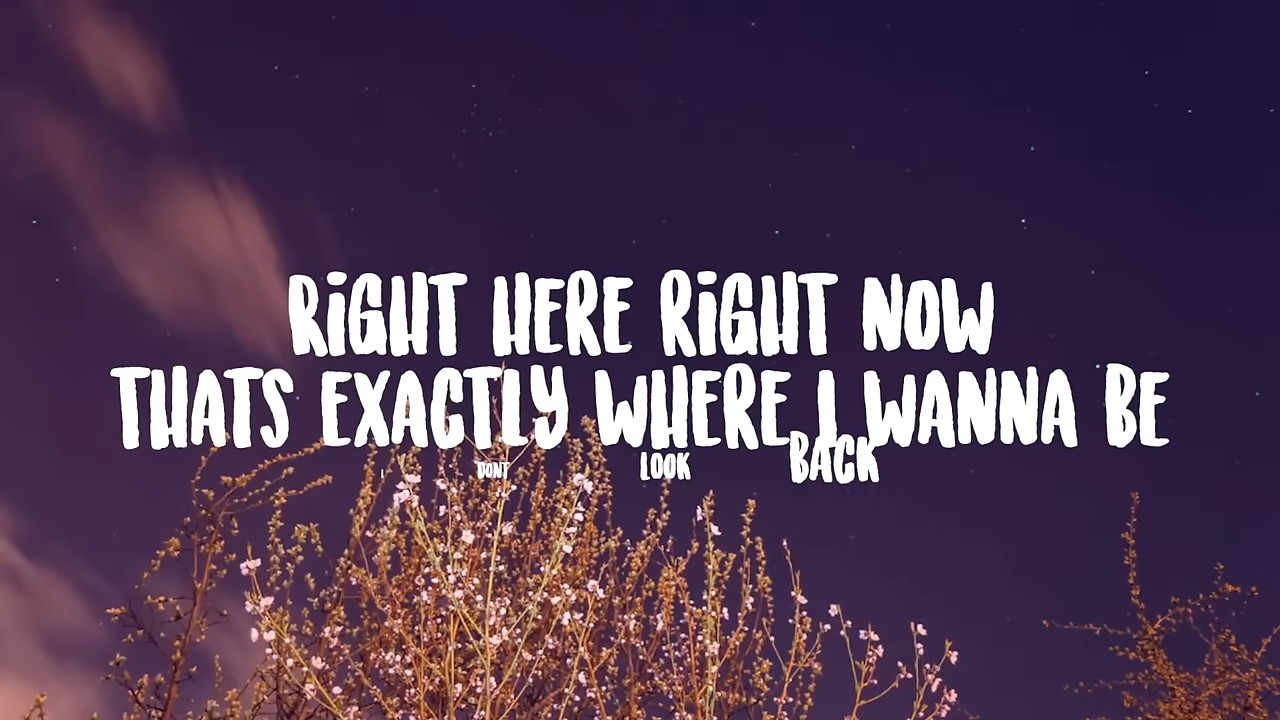 RiGHT HERE RiGHT NOW
THATS EXACTLY WHERE I WANNA BE
I DONT LOOK BACK